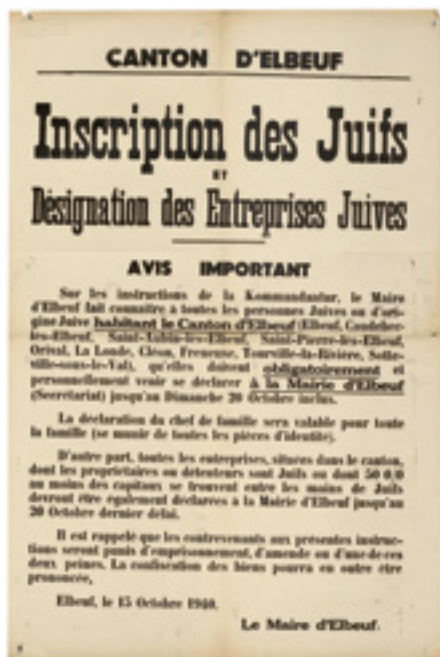 CANTON D'ELBEUF
Inscription des Juifs
ET
Désignation des Entreprises Juives
AVIS IMPORTANT
Sur les instructions de la Kommandantur, le Maire
d'Elbeuf fait connaître à toutes les personnes Juives ou d'ori-
gine Juive habitant le Canton d'Elbeuf (Elbeuf, Caudebec-
les-Elbeuf, Saint-Aubin-les-Elbeuf, Saint-Pierre-les-Elbeuf,
Orival, La Londe, Cléon, Freneuse, Tourville-la-Rivière, Sotte-
ville-sous-le-Val), qu'elles doivent obligatoirement et
personnellement venir se déclarer à la Mairie d'Elbeuf
(Secrétariat) jusqu'au Dimanche 20 Octobre inclus.
La déclaration du chef de famille sera valable pour toute
la famille (se munir de toutes les pièces d'identité).
D'autre part, toutes les entreprises, situées dans le canton,
dont les propriétaires ou détenteurs sont Juifs ou dont 50 0/0
au moins des capitaux se trouvent entre les mains de Juifs
devront être également déclarées à la Mairie d'Elbeuf jusqu'au
20 Octobre dernier délai.
Il est rappelé que les contrevenants aux présentes instruc-
tions seront punis d'emprisonnement, d'amende ou d'une de ces
deux peines. La confiscation des biens pourra en outre être
prononcée,
Elbeuf, le 15 Octobre 1940.
Le Maire d'Elbeuf.